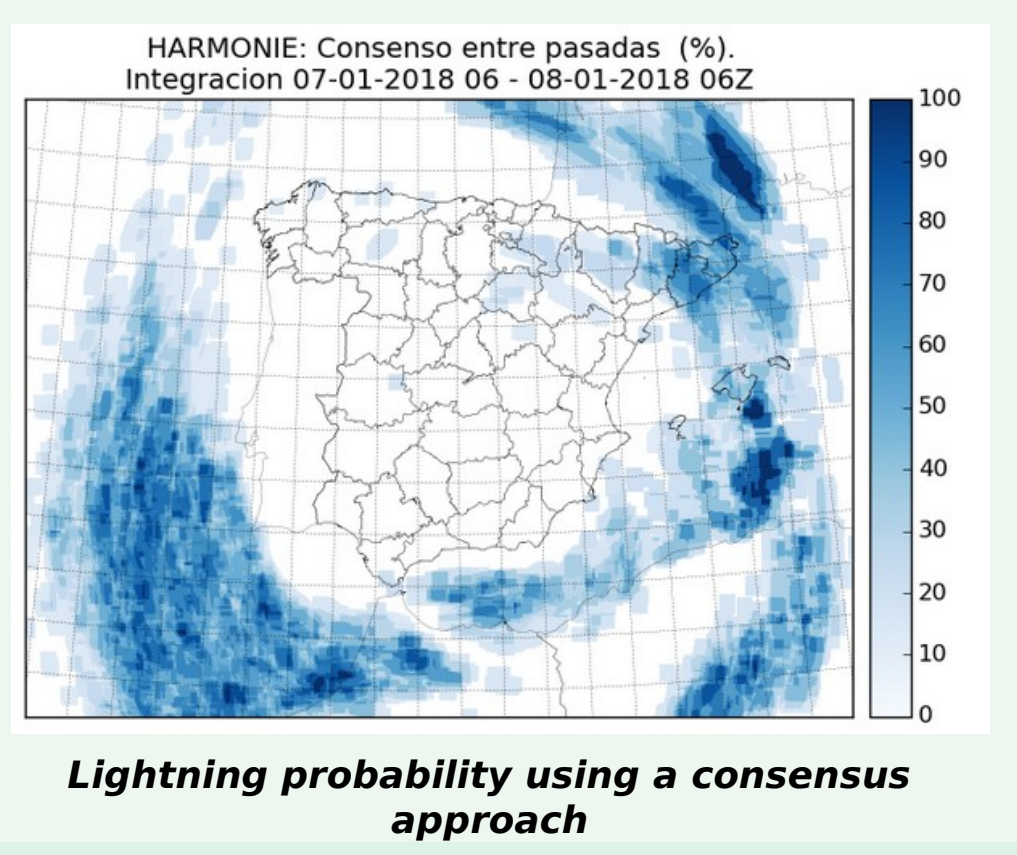 HARMONIE: Consenso entre pasadas (%).
Integracion 07-01-2018 06 - 08-01-2018 06Z
100
90
80
70
60
50
40
30
20
10
0
Lightning probability using a consensus
approach